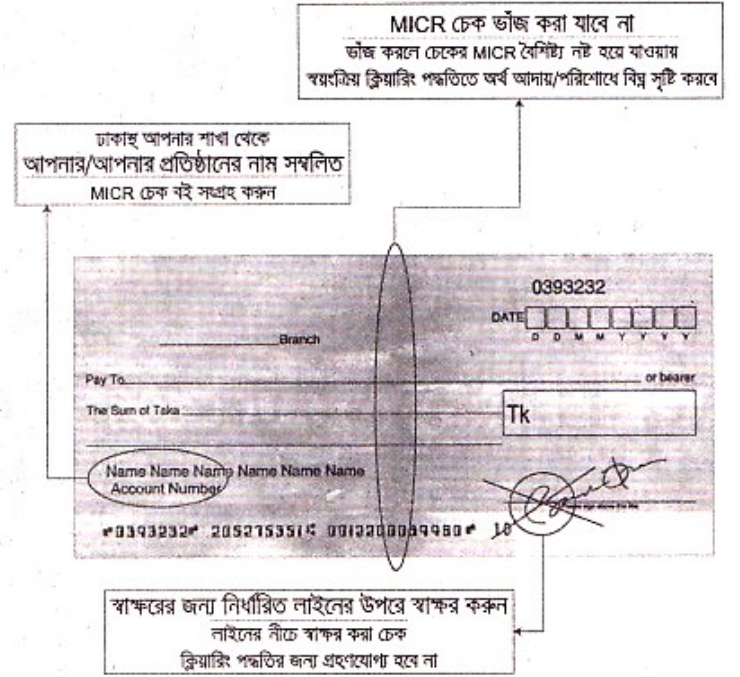 MICR চেক ভাঁজ করা যাবে না
ভাঁজ করলে চেকের MICR বৈশিষ্ট্য নষ্ট হয়ে যাওয়ায়
স্বয়ংক্রিয় ক্লিয়ারিং পদ্ধতিতে অর্থ আদায়/পরিশোধে বিঘ্ন সৃষ্টি করবে
ঢাকাস্থ আপনার শাখা থেকে
আপনার/আপনার প্রতিষ্ঠানের নাম সম্বলিত
MICR চেক বই সংগ্রহ করুন
0393232
DATE
D D M M Y Y Y Y
Branch
Pay To or bearer
The Sum of Taka
Tk
Name Name Name Name Name Name
Account Number
0393232 205275351 0012200039980 10
স্বাক্ষরের জন্য নির্ধারিত লাইনের উপরে স্বাক্ষর করুন
লাইনের নীচে স্বাক্ষর করা চেক
ক্লিয়ারিং পদ্ধতির জন্য গ্রহণযোগ্য হবে না